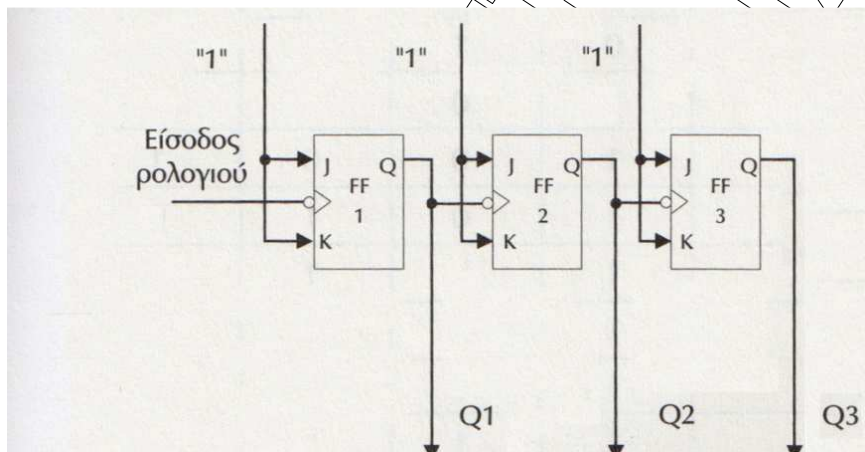 "1" "1" "1"
Είσοδος
ρολογιού
J Q J Q J Q
FF FF FF
1 2 3
K K K
Q1 Q2 Q3